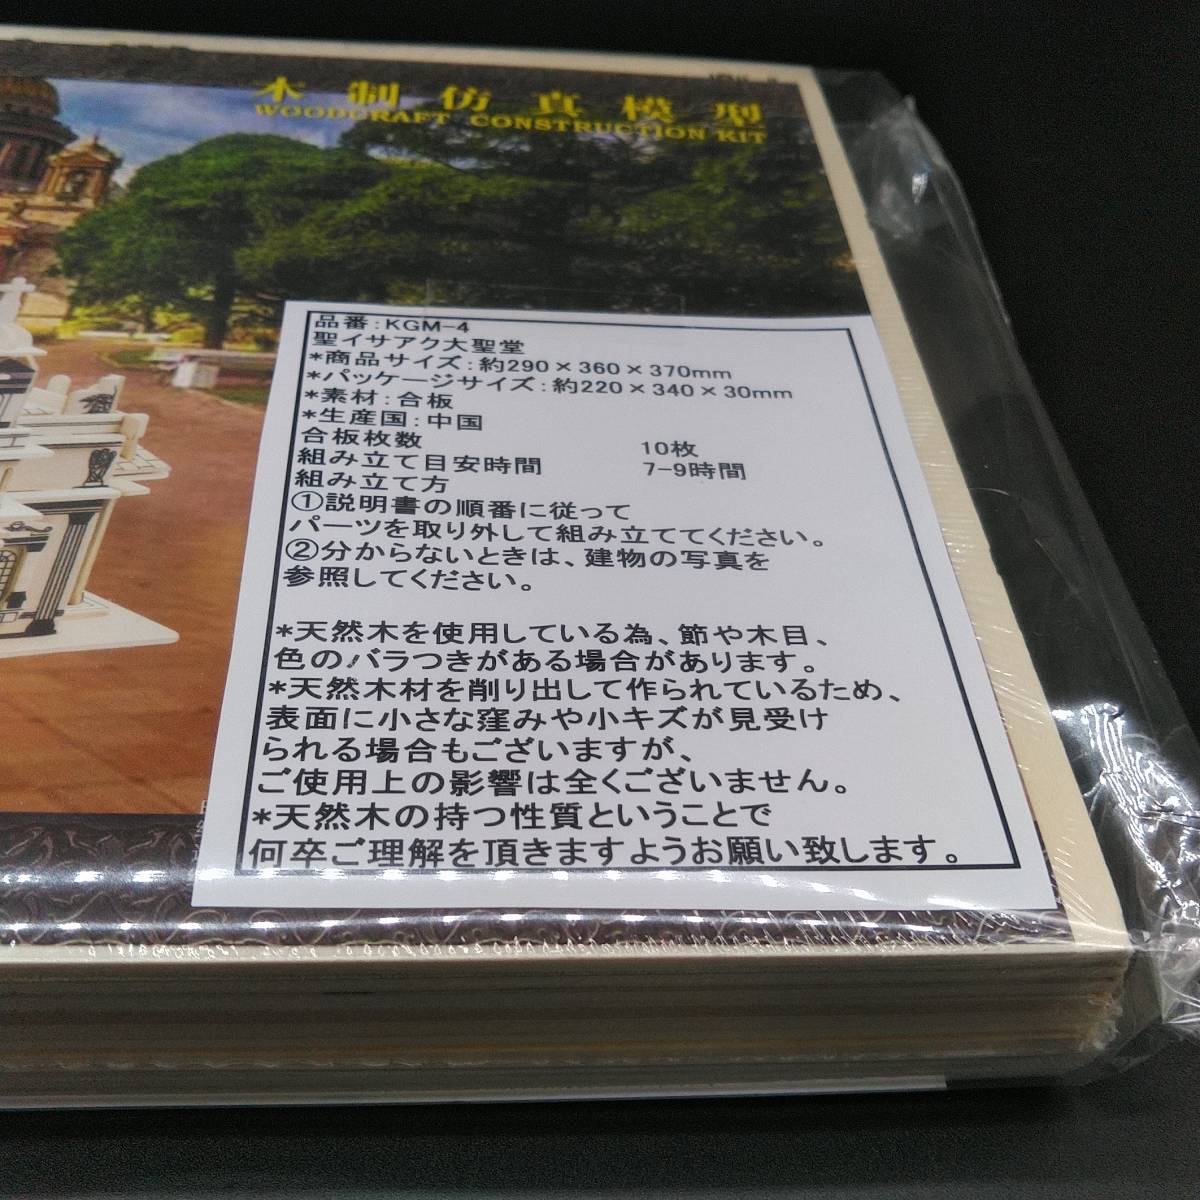 木制仿真模型
WOODCRAFT CONSTRUCTION KIT
品番:KGM-4
聖イサアク大聖堂
*商品サイズ:約290×360×370mm
*パッケージサイズ:約220×340×30mm
*素材:合板
*生産国:中国
合板枚数 10枚
組み立て目安時間 7-9時間
組み立て方
①説明書の順番に従って
パーツを取り外して組み立ててください。
②分からないときは、建物の写真を
参照してください。
*天然木を使用している為、節や木目、
色のバラつきがある場合があります。
*天然木材を削り出して作られているため、
表面に小さな窪みや小キズが見受け
られる場合もございますが、
ご使用上の影響は全くございません。
*天然木の持つ性質ということで
何卒ご理解を頂きますようお願い致します。